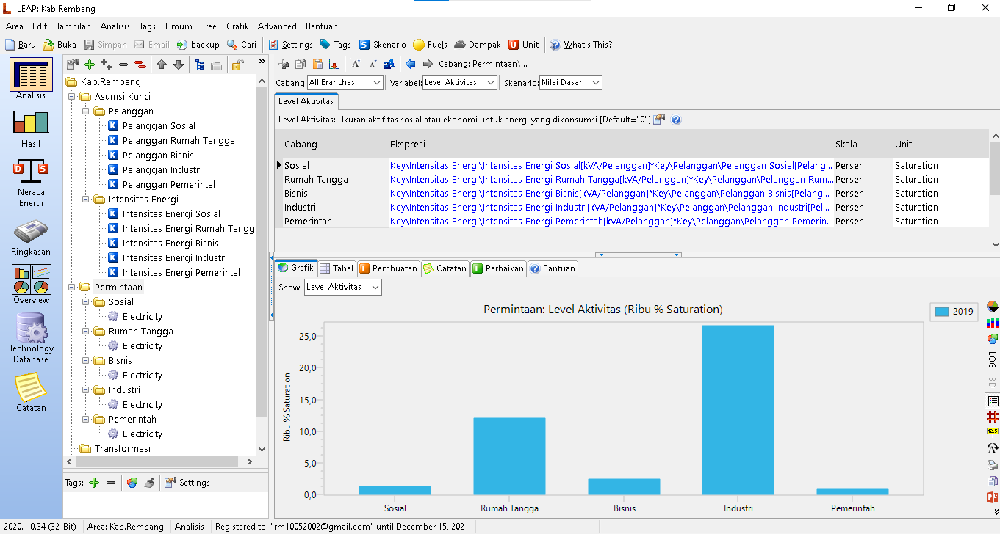 LEAP: Kab.Rembang
Area Edit Tampilan Analisis Tags Umum Tree Grafik Advanced Bantuan
Baru Buka Simpan Email backup Cari Settings Tags S Skenario Fuels Dampak U Unit What's This?
Analisis
Hasil
D S
Neraca
Energi
Ringkasan
Overview
Technology
Database
Catatan
»
Kab.Rembang
Asumsi Kunci
Pelanggan
K Pelanggan Sosial
K Pelanggan Rumah Tangga
K Pelanggan Bisnis
K Pelanggan Industri
K Pelanggan Pemerintah
Intensitas Energi
K Intensitas Energi Sosial
K Intensitas Energi Rumah Tangg
K Intensitas Energi Bisnis
K Intensitas Energi Industri
K Intensitas Energi Pemerintah
Permintaan
Sosial
Electricity
Rumah Tangga
Electricity
Bisnis
Electricity
Industri
Electricity
Pemerintah
Electricity
Transformasi
Tags: Settings
Cabang: Permintaan\...
Cabang: All Branches Variabel: Level Aktivitas Skenario: Nilai Dasar
Level Aktivitas
Level Aktivitas: Ukuran aktifitas sosial atau ekonomi untuk energi yang dikonsumsi [Default="0"]
Cabang Ekspresi Skala Unit
Sosial Key\Intensitas Energi\Intensitas Energi Sosial[kVA/Pelanggan]*Key\Pelanggan\Pelanggan Sosial[Pelang... Persen Saturation
Rumah Tangga Key\Intensitas Energi\Intensitas Energi Rumah Tangga[kVA/Pelanggan]*Key\Pelanggan\Pelanggan Rum... Persen Saturation
Bisnis Key\Intensitas Energi\Intensitas Energi Bisnis[kVA/Pelanggan]*Key\Pelanggan\Pelanggan Bisnis[Pelang... Persen Saturation
Industri Key\Intensitas Energi\Intensitas Energi Industri[kVA/Pelanggan]*Key\Pelanggan\Pelanggan Industri[Pel... Persen Saturation
Pemerintah Key\Intensitas Energi\Intensitas Energi Pemerintah[kVA/Pelanggan]*Key\Pelanggan\Pelanggan Pemerin... Persen Saturation
Grafik Tabel E Pembuatan Catatan E Perbaikan Bantuan
Show: Level Aktivitas
Permintaan: Level Aktivitas (Ribu % Saturation)
2019
Ribu % Saturation
25,0
20,0
15,0
10,0
5,0
0,0
Sosial Rumah Tangga Bisnis Industri Pemerintah
LOG
3D
12.5
2020.1.0.34 (32-Bit) Area: Kab.Rembang Analisis Registered to: "rm10052002@gmail.com" until December 15, 2021